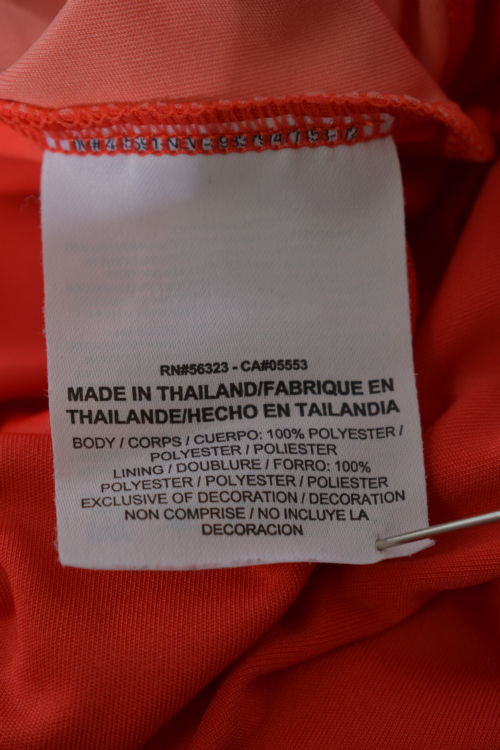 RN#56323 - CA#05553
MADE IN THAILAND/FABRIQUE EN
THAILANDE/HECHO EN TAILANDIA
BODY / CORPS / CUERPO: 100% POLYESTER /
POLYESTER / POLIESTER
LINING / DOUBLURE / FORRO: 100%
POLYESTER / POLYESTER / POLIESTER
EXCLUSIVE OF DECORATION / DECORATION
NON COMPRISE / NO INCLUYE LA
DECORACION